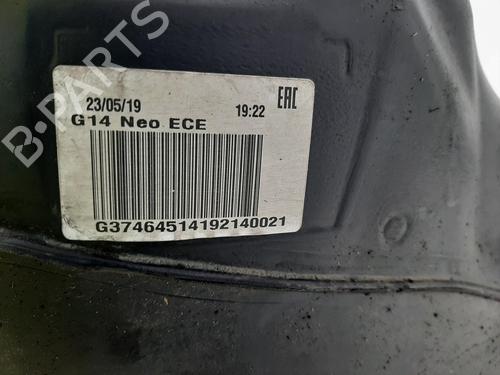 23/05/19 19:22 EAC
G14 Neo ECE
G37464514192140021
B-PARTS